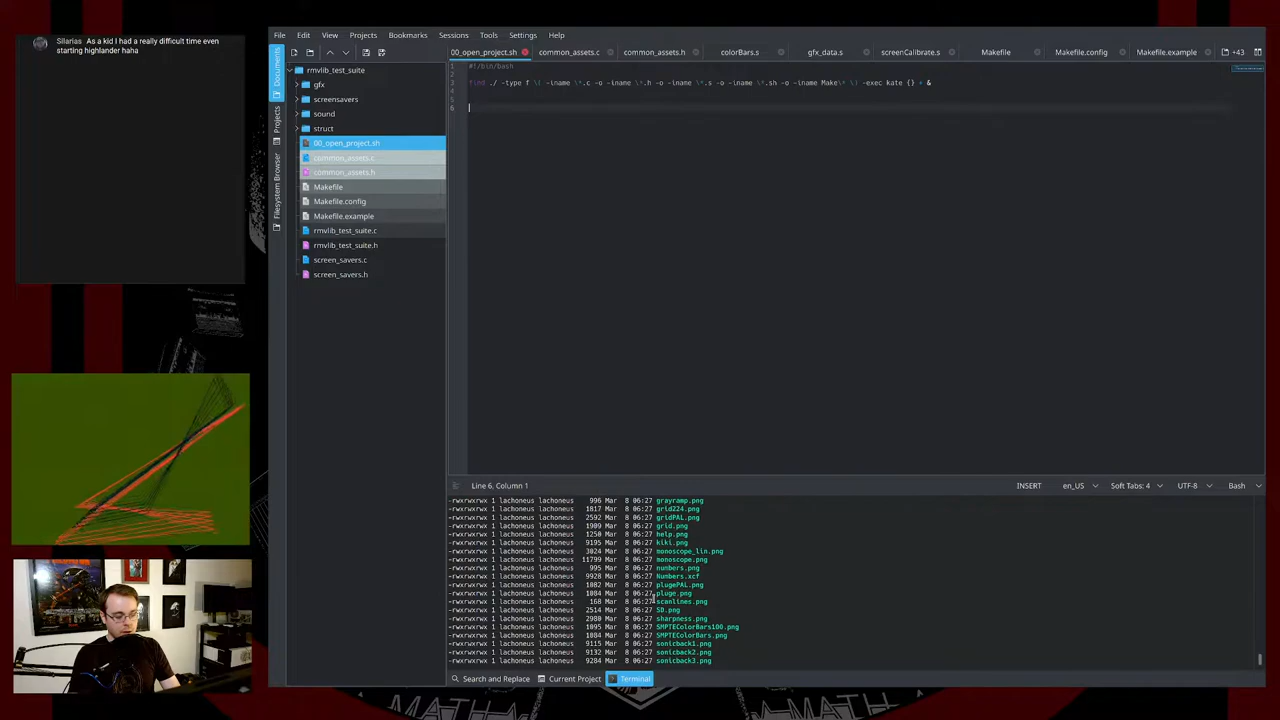 Silarias As a kid I had a really difficult time even
starting highlander haha
File Edit View Projects Bookmarks Sessions Tools Settings Help
00_open_project.sh common_assets.c common_assets.h colorBars.s gfx_data.s screenCalibrate.s Makefile Makefile.config Makefile.example +43
Documents
Projects
Filesystem Browser
rmvlib_test_suite
gfx
screensavers
sound
struct
00_open_project.sh
common_assets.c
common_assets.h
Makefile
Makefile.config
Makefile.example
rmvlib_test_suite.c
rmvlib_test_suite.h
screen_savers.c
screen_savers.h
1 #!/bin/bash
2
3 find ./ -type f \( -iname \*.c -o -iname \*.h -o -iname \*.s -o -iname \*.sh -o -iname Make\* \) -exec kate {} + &
4
5
6
Line 6, Column 1 INSERT en_US Soft Tabs: 4 UTF-8 Bash
-rwxrwxrwx 1 lachoneus lachoneus 996 Mar 8 06:27 grayramp.png
-rwxrwxrwx 1 lachoneus lachoneus 1817 Mar 8 06:27 grid224.png
-rwxrwxrwx 1 lachoneus lachoneus 2592 Mar 8 06:27 gridPAL.png
-rwxrwxrwx 1 lachoneus lachoneus 1909 Mar 8 06:27 grid.png
-rwxrwxrwx 1 lachoneus lachoneus 1250 Mar 8 06:27 help.png
-rwxrwxrwx 1 lachoneus lachoneus 9195 Mar 8 06:27 kiki.png
-rwxrwxrwx 1 lachoneus lachoneus 3024 Mar 8 06:27 monoscope_lin.png
-rwxrwxrwx 1 lachoneus lachoneus 11799 Mar 8 06:27 monoscope.png
-rwxrwxrwx 1 lachoneus lachoneus 995 Mar 8 06:27 numbers.png
-rwxrwxrwx 1 lachoneus lachoneus 9928 Mar 8 06:27 Numbers.xcf
-rwxrwxrwx 1 lachoneus lachoneus 1082 Mar 8 06:27 plugePAL.png
-rwxrwxrwx 1 lachoneus lachoneus 1084 Mar 8 06:27 pluge.png
-rwxrwxrwx 1 lachoneus lachoneus 168 Mar 8 06:27 scanlines.png
-rwxrwxrwx 1 lachoneus lachoneus 2514 Mar 8 06:27 SD.png
-rwxrwxrwx 1 lachoneus lachoneus 2980 Mar 8 06:27 sharpness.png
-rwxrwxrwx 1 lachoneus lachoneus 1095 Mar 8 06:27 SMPTEColorBars100.png
-rwxrwxrwx 1 lachoneus lachoneus 1084 Mar 8 06:27 SMPTEColorBars.png
-rwxrwxrwx 1 lachoneus lachoneus 9115 Mar 8 06:27 sonicback1.png
-rwxrwxrwx 1 lachoneus lachoneus 9132 Mar 8 06:27 sonicback2.png
-rwxrwxrwx 1 lachoneus lachoneus 9284 Mar 8 06:27 sonicback3.png
Search and Replace Current Project Terminal